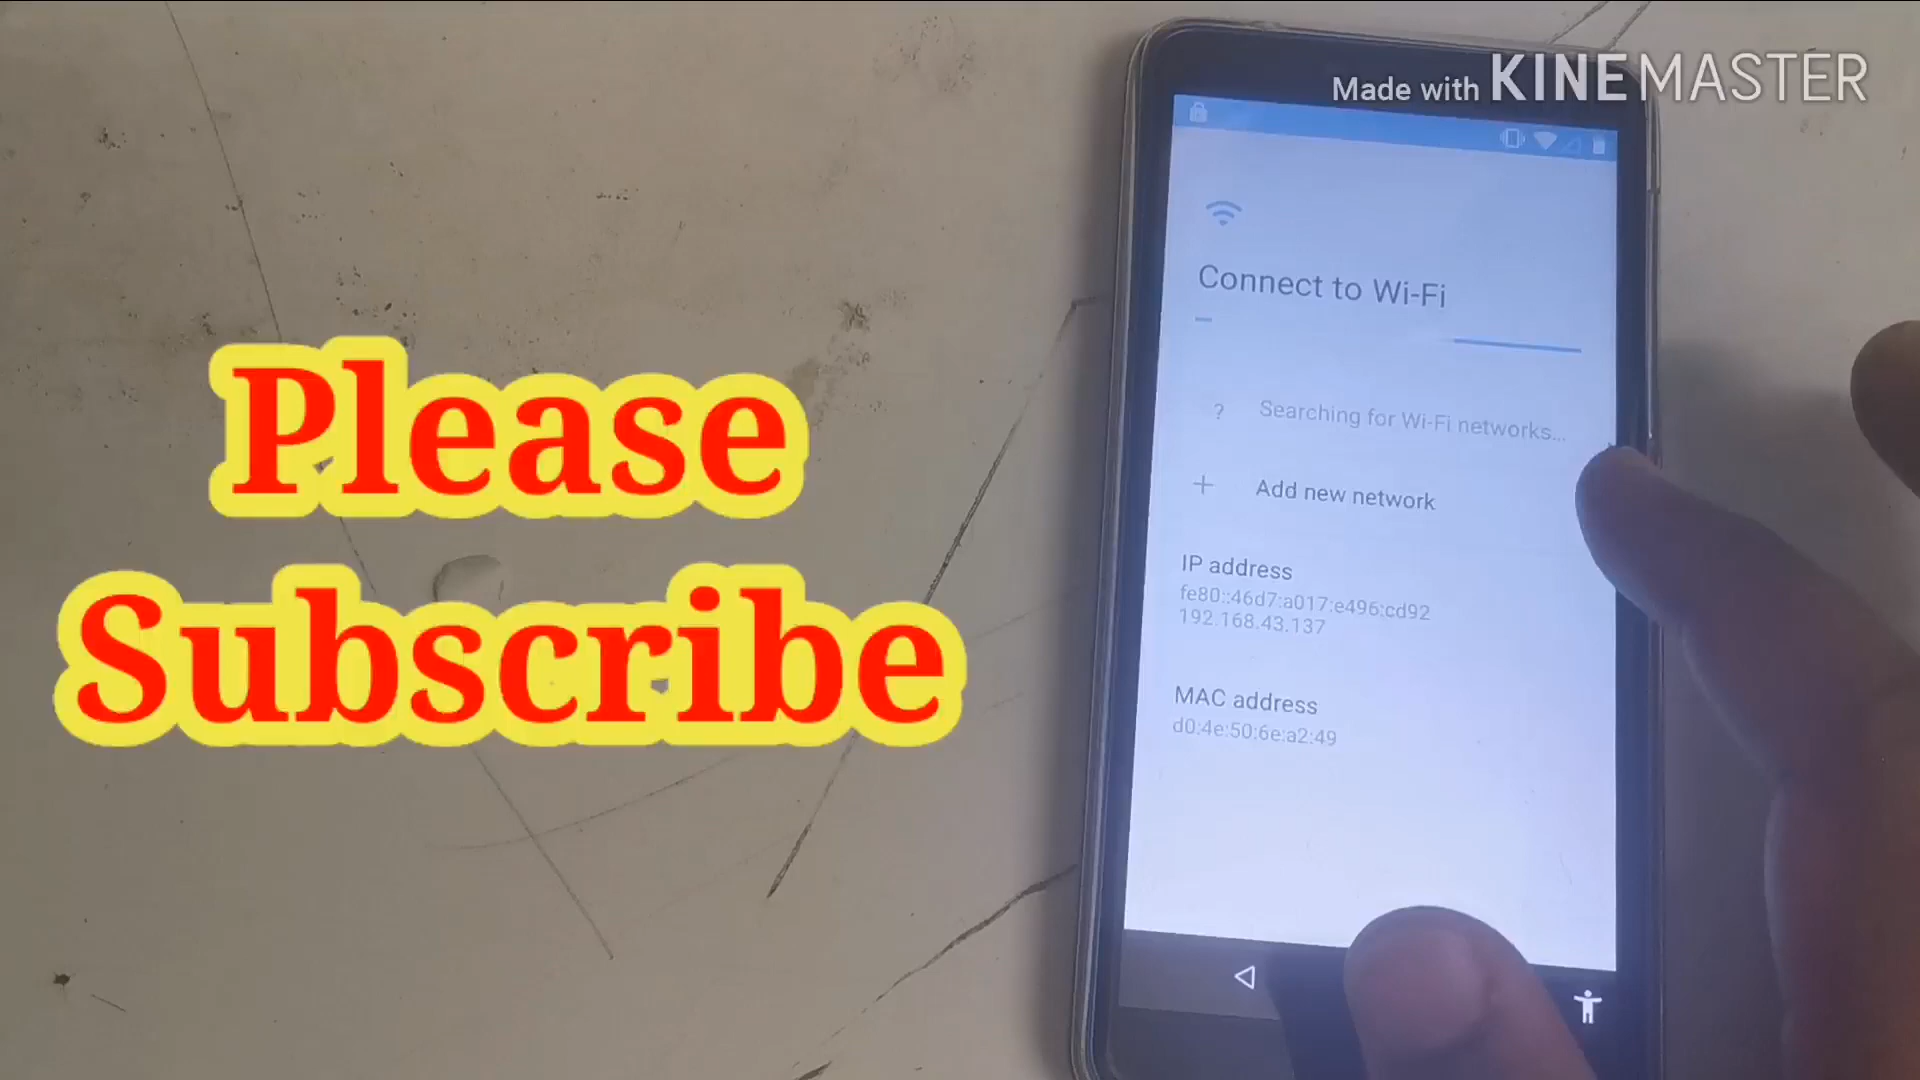 Made with KINEMASTER
Please
Subscribe
Connect to Wi-Fi
? Searching for Wi-Fi networks...
+ Add new network
IP address
fe80::46d7:a017:e496:cd92
192.168.43.137
MAC address
d0:4e:50:6e:a2:49